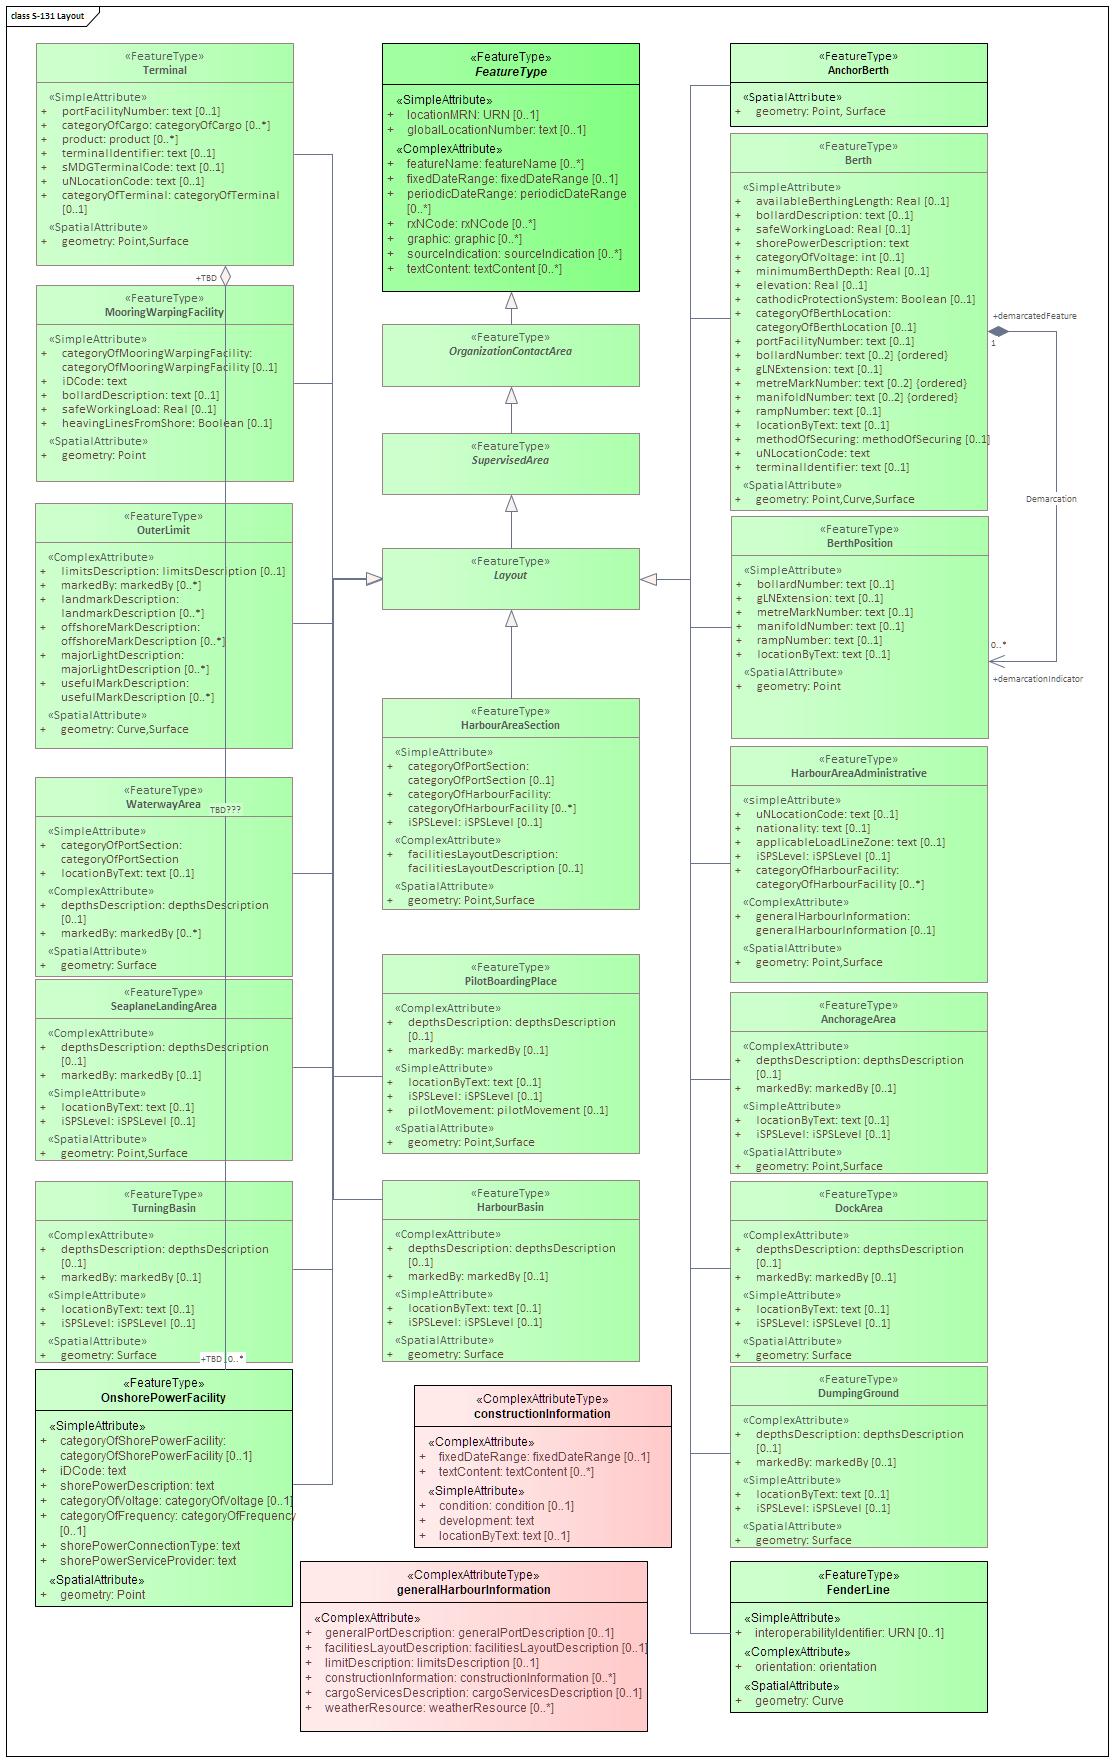 class S-131 Layout
«FeatureType»
Terminal
«SimpleAttribute»
+ portFacilityNumber: text [0..1]
+ categoryOfCargo: categoryOfCargo [0..*]
+ product: product [0..*]
+ terminalIdentifier: text [0..1]
+ sMDGTerminalCode: text [0..1]
+ uNLocationCode: text [0..1]
+ categoryOfTerminal: categoryOfTerminal
[0..1]
«SpatialAttribute»
+ geometry: Point,Surface
+TBD
«FeatureType»
MooringWarpingFacility
«SimpleAttribute»
+ categoryOfMooringWarpingFacility:
categoryOfMooringWarpingFacility [0..1]
+ iDCode: text
+ bollardDescription: text [0..1]
+ safeWorkingLoad: Real [0..1]
+ heavingLinesFromShore: Boolean [0..1]
«SpatialAttribute»
+ geometry: Point
«FeatureType»
OuterLimit
«ComplexAttribute»
+ limitsDescription: limitsDescription [0..1]
+ markedBy: markedBy [0..*]
+ landmarkDescription:
landmarkDescription [0..*]
+ offshoreMarkDescription:
offshoreMarkDescription [0..*]
+ majorLightDescription:
majorLightDescription [0..*]
+ usefulMarkDescription:
usefulMarkDescription [0..*]
«SpatialAttribute»
+ geometry: Curve,Surface
«FeatureType»
WaterwayArea
TBD???
«SimpleAttribute»
+ categoryOfPortSection:
categoryOfPortSection
+ locationByText: text [0..1]
«ComplexAttribute»
+ depthsDescription: depthsDescription
[0..1]
+ markedBy: markedBy [0..*]
«SpatialAttribute»
+ geometry: Surface
«FeatureType»
SeaplaneLandingArea
«ComplexAttribute»
+ depthsDescription: depthsDescription
[0..1]
+ markedBy: markedBy [0..1]
«SimpleAttribute»
+ locationByText: text [0..1]
+ iSPSLevel: iSPSLevel [0..1]
«SpatialAttribute»
+ geometry: Point,Surface
«FeatureType»
TurningBasin
«ComplexAttribute»
+ depthsDescription: depthsDescription
[0..1]
+ markedBy: markedBy [0..1]
«SimpleAttribute»
+ locationByText: text [0..1]
+ iSPSLevel: iSPSLevel [0..1]
«SpatialAttribute»
+ geometry: Surface
+TBD 0..*
«FeatureType»
OnshorePowerFacility
«SimpleAttribute»
+ categoryOfShorePowerFacility:
categoryOfShorePowerFacility [0..1]
+ iDCode: text
+ shorePowerDescription: text
+ categoryOfVoltage: categoryOfVoltage [0..1]
+ categoryOfFrequency: categoryOfFrequency
[0..1]
+ shorePowerConnectionType: text
+ shorePowerServiceProvider: text
«SpatialAttribute»
+ geometry: Point
«FeatureType»
FeatureType
«SimpleAttribute»
+ locationMRN: URN [0..1]
+ globalLocationNumber: text [0..1]
«ComplexAttribute»
+ featureName: featureName [0..*]
+ fixedDateRange: fixedDateRange [0..1]
+ periodicDateRange: periodicDateRange
[0..*]
+ rxNCode: rxNCode [0..*]
+ graphic: graphic [0..*]
+ sourceIndication: sourceIndication [0..*]
+ textContent: textContent [0..*]
«FeatureType»
OrganizationContactArea
«FeatureType»
SupervisedArea
«FeatureType»
Layout
«FeatureType»
HarbourAreaSection
«SimpleAttribute»
+ categoryOfPortSection:
categoryOfPortSection [0..1]
+ categoryOfHarbourFacility:
categoryOfHarbourFacility [0..*]
+ iSPSLevel: iSPSLevel [0..1]
«ComplexAttribute»
+ facilitiesLayoutDescription:
facilitiesLayoutDescription [0..1]
«SpatialAttribute»
+ geometry: Point,Surface
«FeatureType»
PilotBoardingPlace
«ComplexAttribute»
+ depthsDescription: depthsDescription
[0..1]
+ markedBy: markedBy [0..1]
«SimpleAttribute»
+ locationByText: text [0..1]
+ iSPSLevel: iSPSLevel [0..1]
+ pilotMovement: pilotMovement [0..1]
«SpatialAttribute»
+ geometry: Point,Surface
«FeatureType»
HarbourBasin
«ComplexAttribute»
+ depthsDescription: depthsDescription
[0..1]
+ markedBy: markedBy [0..1]
«SimpleAttribute»
+ locationByText: text [0..1]
+ iSPSLevel: iSPSLevel [0..1]
«SpatialAttribute»
+ geometry: Surface
«ComplexAttributeType»
constructionInformation
«ComplexAttribute»
+ fixedDateRange: fixedDateRange [0..1]
+ textContent: textContent [0..*]
«SimpleAttribute»
+ condition: condition [0..1]
+ development: text
+ locationByText: text [0..1]
«ComplexAttributeType»
generalHarbourInformation
«ComplexAttribute»
+ generalPortDescription: generalPortDescription [0..1]
+ facilitiesLayoutDescription: facilitiesLayoutDescription [0..1]
+ limitDescription: limitsDescription [0..1]
+ constructionInformation: constructionInformation [0..*]
+ cargoServicesDescription: cargoServicesDescription [0..1]
+ weatherResource: weatherResource [0..*]
«FeatureType»
AnchorBerth
«SpatialAttribute»
+ geometry: Point, Surface
«FeatureType»
Berth
«SimpleAttribute»
+ availableBerthingLength: Real [0..1]
+ bollardDescription: text [0..1]
+ safeWorkingLoad: Real [0..1]
+ shorePowerDescription: text
+ categoryOfVoltage: int [0..1]
+ minimumBerthDepth: Real [0..1]
+ elevation: Real [0..1]
+ cathodicProtectionSystem: Boolean [0..1]
+ categoryOfBerthLocation:
categoryOfBerthLocation [0..1]
+ portFacilityNumber: text [0..1]
+ bollardNumber: text [0..2] {ordered}
+ gLNExtension: text [0..1]
+ metreMarkNumber: text [0..2] {ordered}
+ manifoldNumber: text [0..2] {ordered}
+ rampNumber: text [0..1]
+ locationByText: text [0..1]
+ methodOfSecuring: methodOfSecuring [0..1]
+ uNLocationCode: text
+ terminalIdentifier: text [0..1]
«SpatialAttribute»
+ geometry: Point,Curve,Surface
+demarcatedFeature
1
Demarcation
0..*
+demarcationIndicator
«FeatureType»
BerthPosition
«SimpleAttribute»
+ bollardNumber: text [0..1]
+ gLNExtension: text [0..1]
+ metreMarkNumber: text [0..1]
+ manifoldNumber: text [0..1]
+ rampNumber: text [0..1]
+ locationByText: text [0..1]
«SpatialAttribute»
+ geometry: Point
«FeatureType»
HarbourAreaAdministrative
«simpleAttribute»
+ uNLocationCode: text [0..1]
+ nationality: text [0..1]
+ applicableLoadLineZone: text [0..1]
+ iSPSLevel: iSPSLevel [0..1]
+ categoryOfHarbourFacility:
categoryOfHarbourFacility [0..*]
«ComplexAttribute»
+ generalHarbourInformation:
generalHarbourInformation [0..1]
«SpatialAttribute»
+ geometry: Point,Surface
«FeatureType»
AnchorageArea
«ComplexAttribute»
+ depthsDescription: depthsDescription
[0..1]
+ markedBy: markedBy [0..1]
«SimpleAttribute»
+ locationByText: text [0..1]
+ iSPSLevel: iSPSLevel [0..1]
«SpatialAttribute»
+ geometry: Point,Surface
«FeatureType»
DockArea
«ComplexAttribute»
+ depthsDescription: depthsDescription
[0..1]
+ markedBy: markedBy [0..1]
«SimpleAttribute»
+ locationByText: text [0..1]
+ iSPSLevel: iSPSLevel [0..1]
«SpatialAttribute»
+ geometry: Surface
«FeatureType»
DumpingGround
«ComplexAttribute»
+ depthsDescription: depthsDescription
[0..1]
+ markedBy: markedBy [0..1]
«SimpleAttribute»
+ locationByText: text [0..1]
+ iSPSLevel: iSPSLevel [0..1]
«SpatialAttribute»
+ geometry: Surface
«FeatureType»
FenderLine
«SimpleAttribute»
+ interoperabilityIdentifier: URN [0..1]
«ComplexAttribute»
+ orientation: orientation
«SpatialAttribute»
+ geometry: Curve